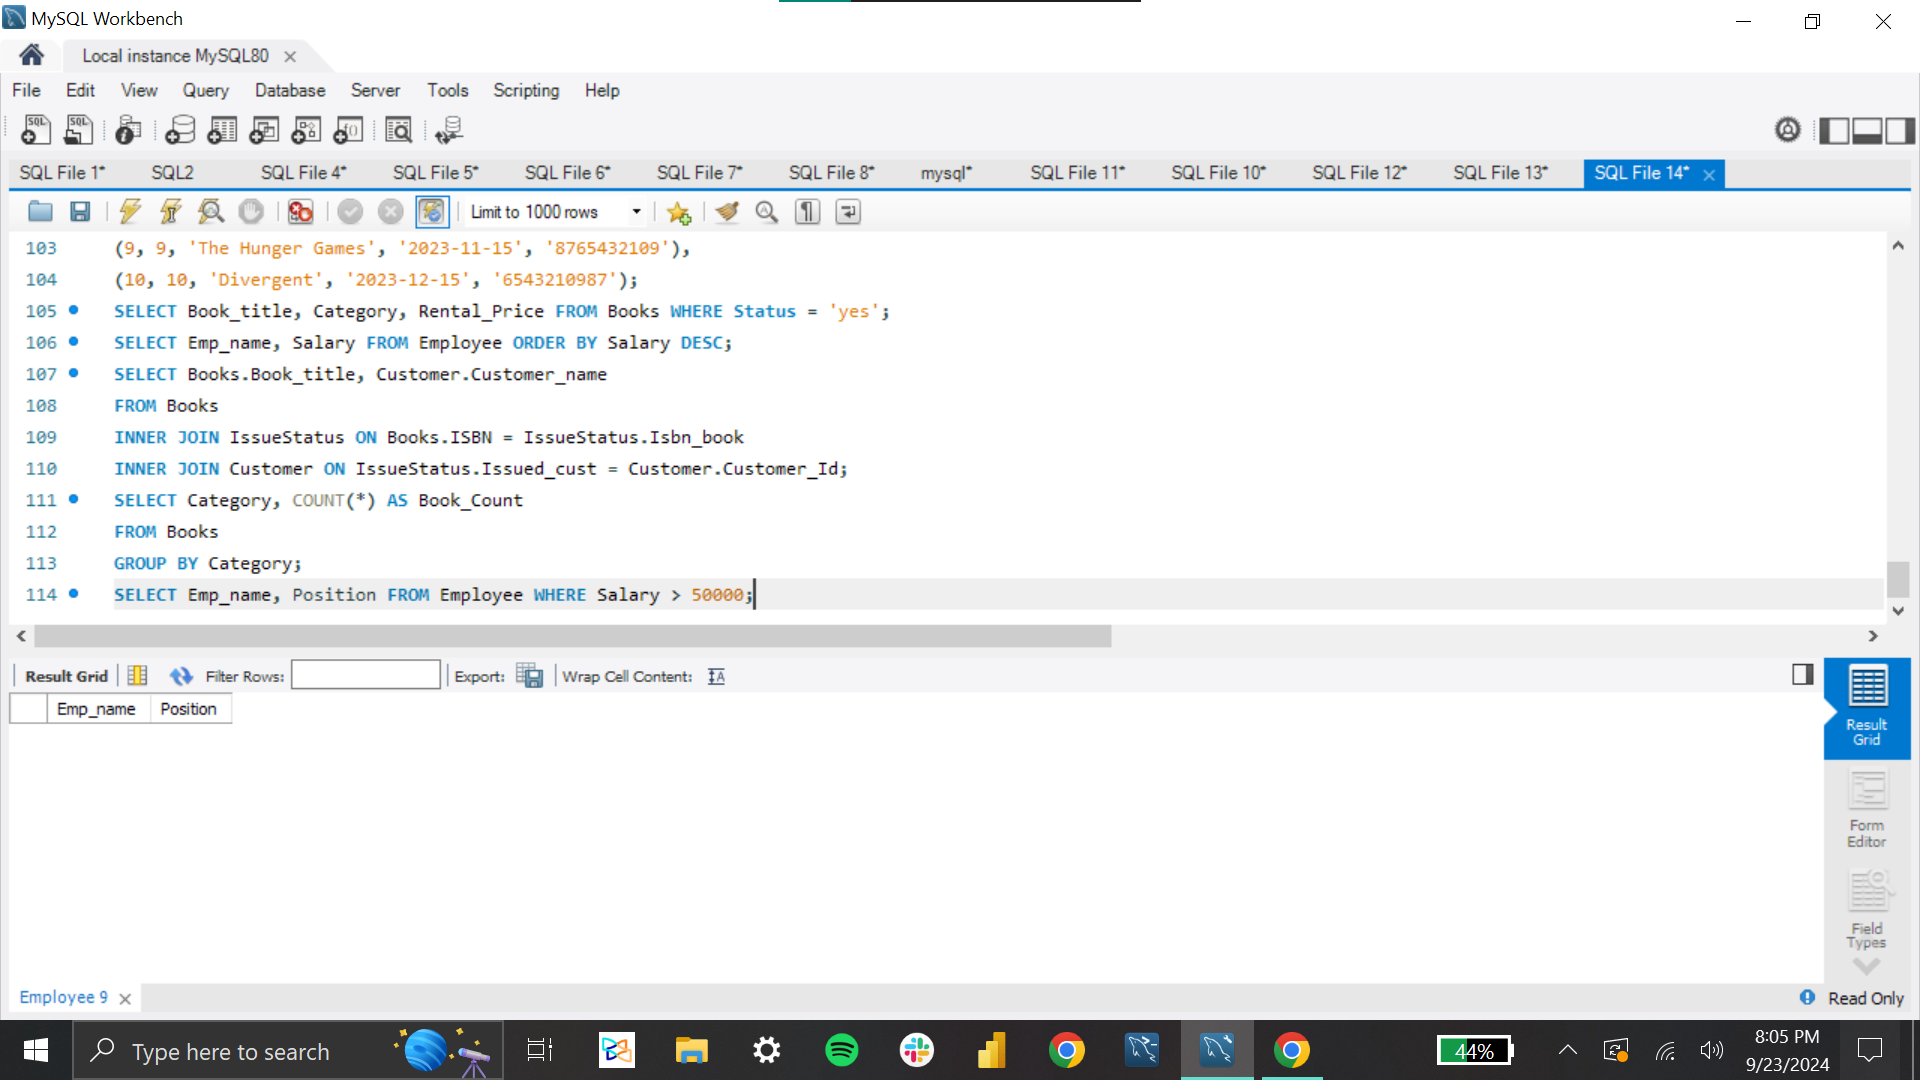 MySQL Workbench
Local instance MySQL80
File Edit View Query Database Server Tools Scripting Help
SQL File 1* SQL2 SQL File 4* SQL File 5* SQL File 6* SQL File 7* SQL File 8* mysql* SQL File 11* SQL File 10* SQL File 12* SQL File 13* SQL File 14*
Limit to 1000 rows
103 (9, 9, 'The Hunger Games', '2023-11-15', '8765432109'),
104 (10, 10, 'Divergent', '2023-12-15', '6543210987');
105 SELECT Book_title, Category, Rental_Price FROM Books WHERE Status = 'yes';
106 SELECT Emp_name, Salary FROM Employee ORDER BY Salary DESC;
107 SELECT Books.Book_title, Customer.Customer_name
108 FROM Books
109 INNER JOIN IssueStatus ON Books.ISBN = IssueStatus.Isbn_book
110 INNER JOIN Customer ON IssueStatus.Issued_cust = Customer.Customer_Id;
111 SELECT Category, COUNT(*) AS Book_Count
112 FROM Books
113 GROUP BY Category;
114 SELECT Emp_name, Position FROM Employee WHERE Salary > 50000;
Result Grid Filter Rows: Export: Wrap Cell Content:
Emp_name Position
Result
Grid
Form
Editor
Field
Types
Employee 9 Read Only
Type here to search
44%
8:05 PM
9/23/2024